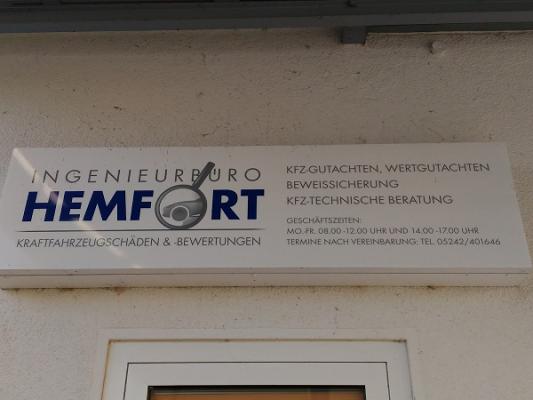 INGENIEURBÜRO
HEMFORT
KRAFTFAHRZEUGSCHÄDEN & -BEWERTUNGEN
KFZ-GUTACHTEN, WERTGUTACHTEN
BEWEISSICHERUNG
KFZ-TECHNISCHE BERATUNG
GESCHÄFTSZEITEN:
MO.-FR. 08.00 -12.00 UHR UND 14.00 -17.00 UHR
TERMINE NACH VEREINBARUNG: TEL. 05242/401646